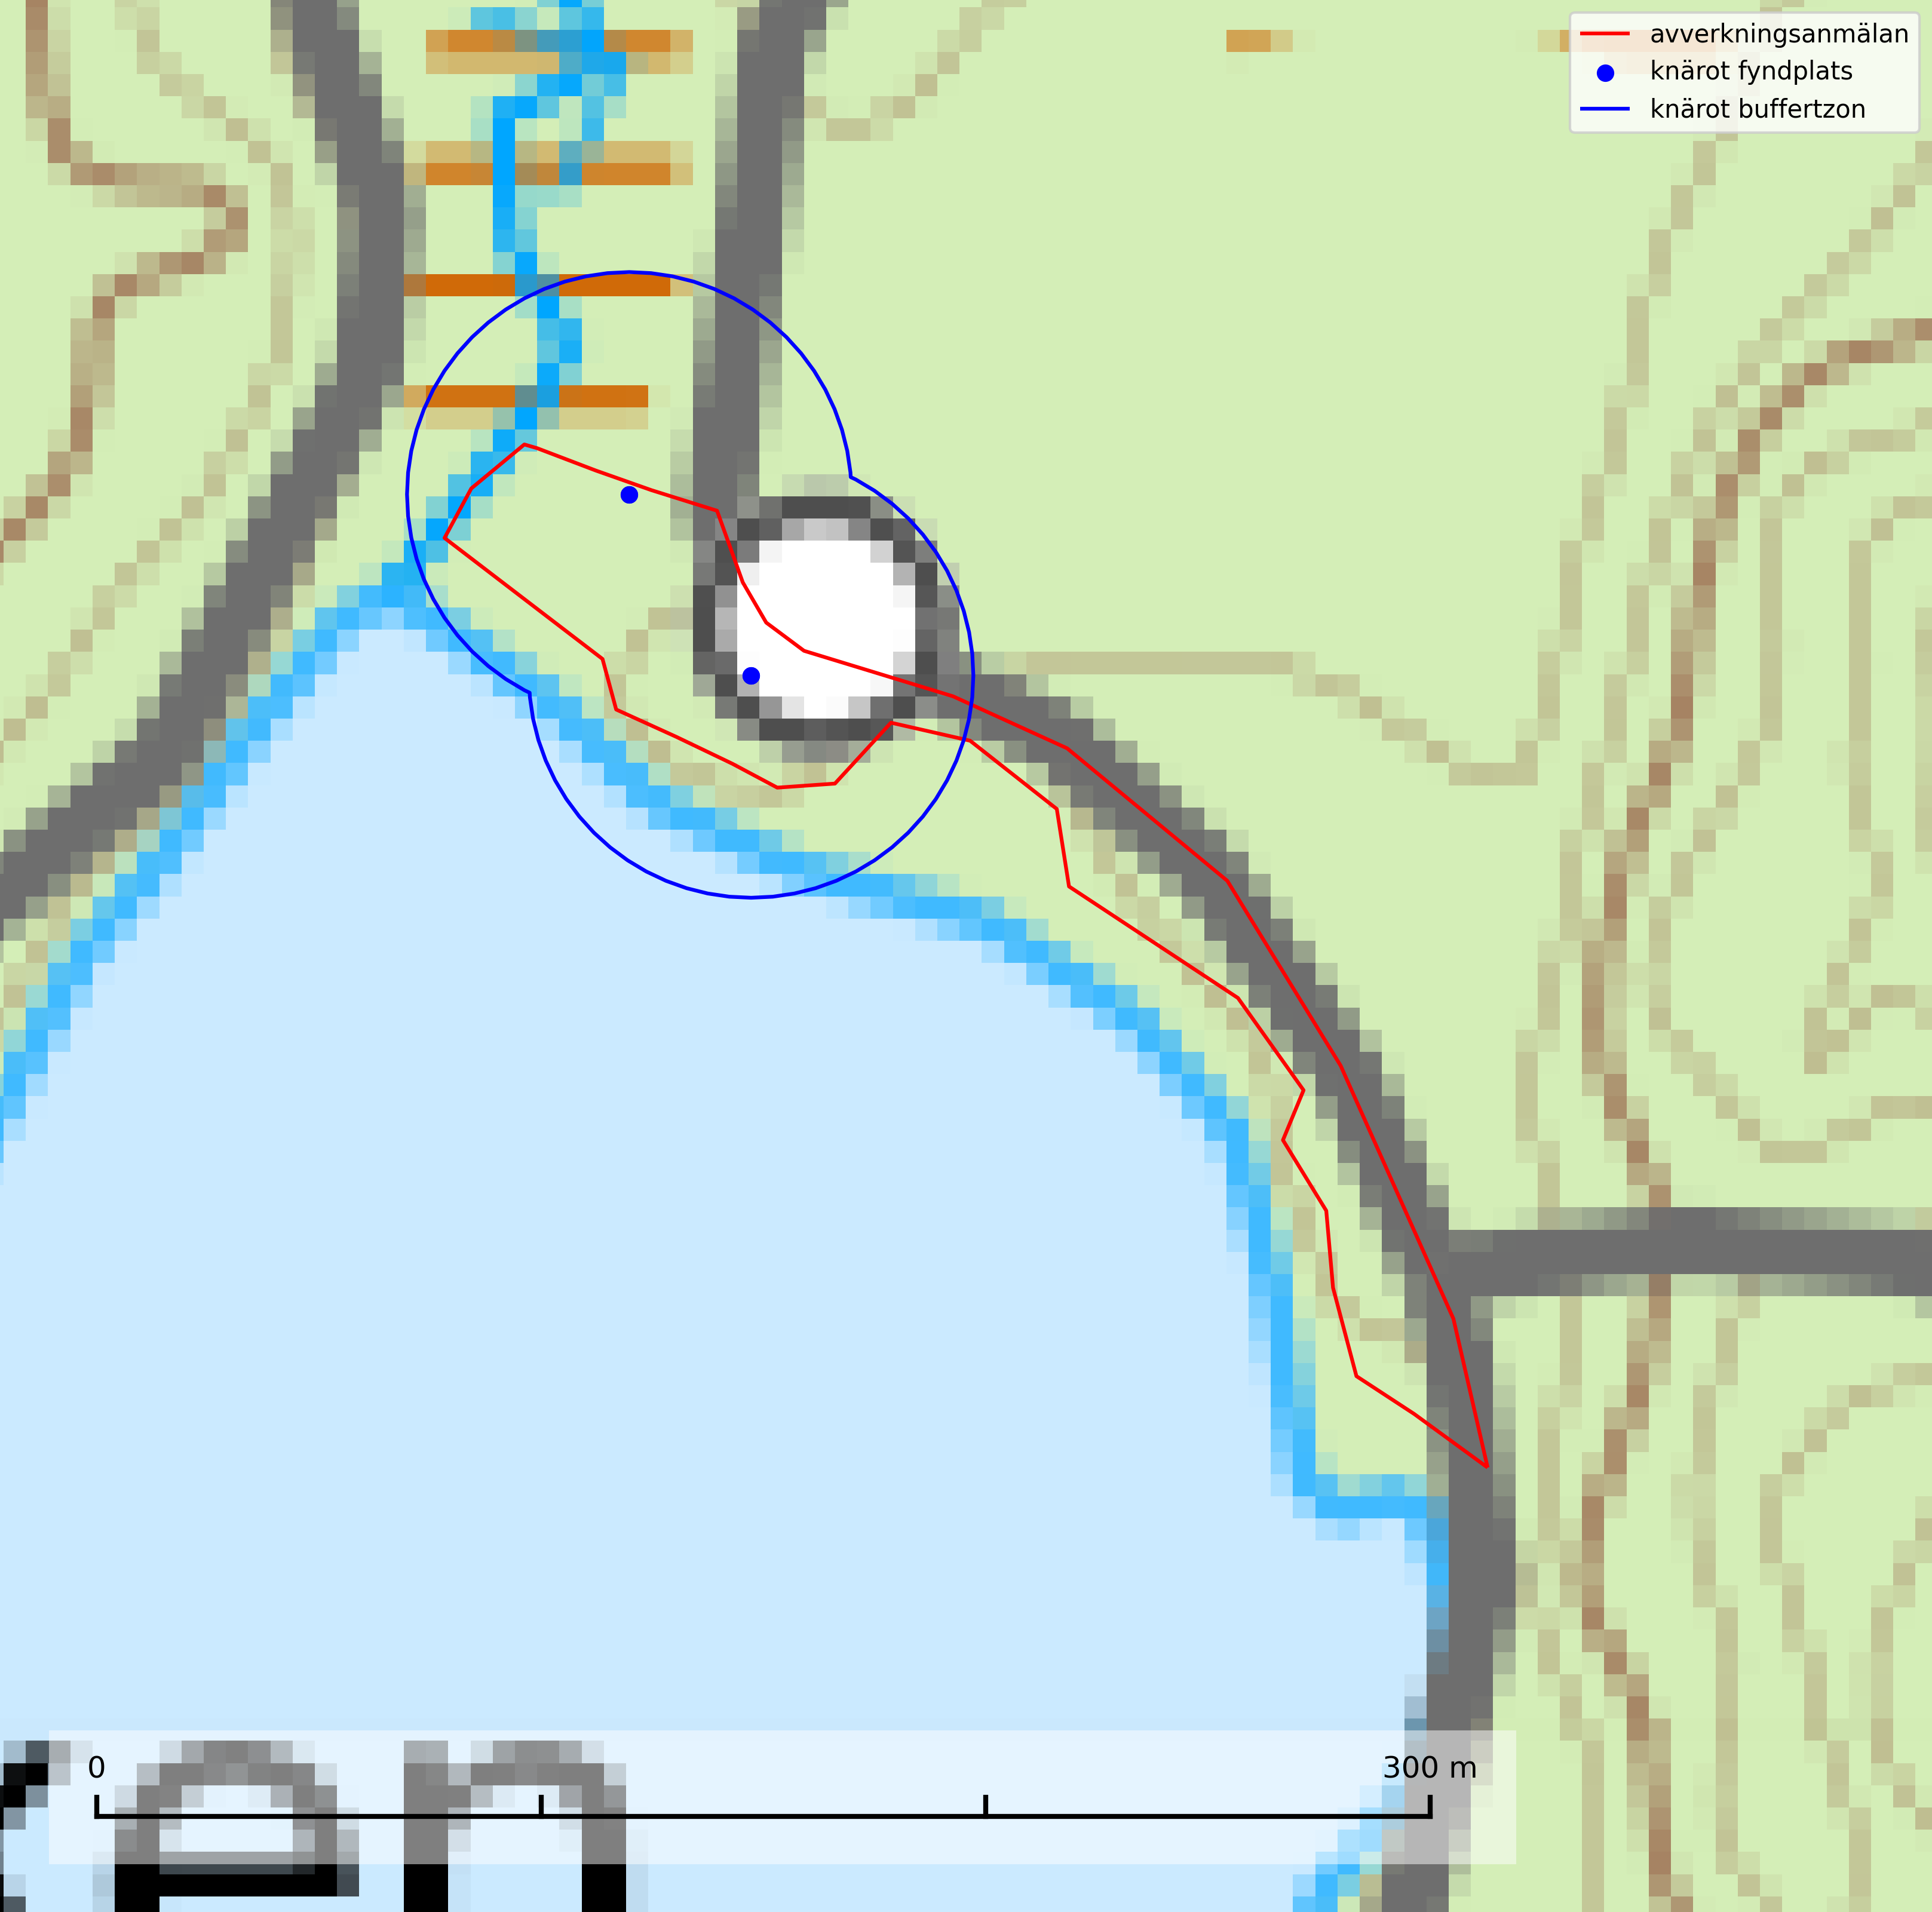 avverkningsanmälan
knärot fyndplats
knärot buffertzon
0 300 m